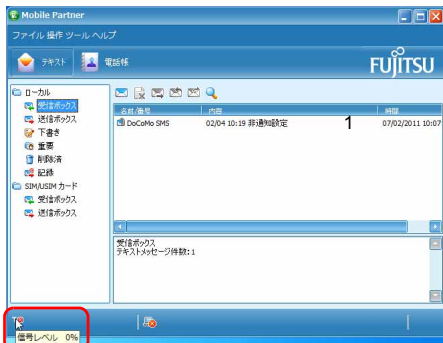 Mobile Partner
ファイル 操作 ツール ヘルプ
テキスト 電話帳 FUJITSU
ローカル
受信ボックス
送信ボックス
下書き
重要
削除済
記録
SIM/USIM カード
受信ボックス
送信ボックス
名前/番号 内容 時間
DoCoMo SMS 02/04 10:19 非通知設定 1 07/02/2011 10:07
受信ボックス
テキストメッセージ件数:1
信号レベル 0%